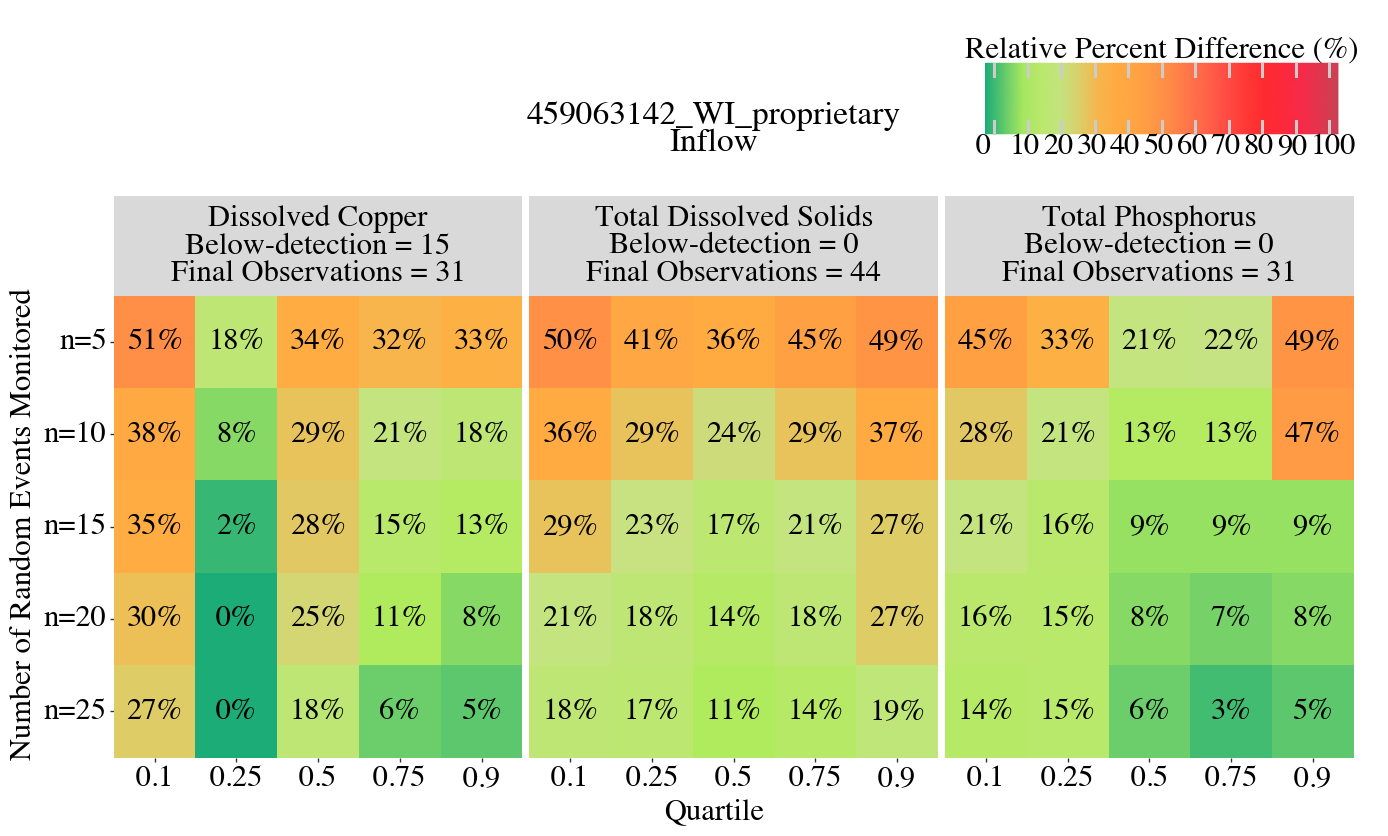 Relative Percent Difference (%)
0 10 20 30 40 50 60 70 80 90 100
459063142_WI_proprietary
Inflow
Dissolved Copper
Below-detection = 15
Final Observations = 31
Total Dissolved Solids
Below-detection = 0
Final Observations = 44
Total Phosphorus
Below-detection = 0
Final Observations = 31
Number of Random Events Monitored
n=5 51% 18% 34% 32% 33% 50% 41% 36% 45% 49% 45% 33% 21% 22% 49%
n=10 38% 8% 29% 21% 18% 36% 29% 24% 29% 37% 28% 21% 13% 13% 47%
n=15 35% 2% 28% 15% 13% 29% 23% 17% 21% 27% 21% 16% 9% 9% 9%
n=20 30% 0% 25% 11% 8% 21% 18% 14% 18% 27% 16% 15% 8% 7% 8%
n=25 27% 0% 18% 6% 5% 18% 17% 11% 14% 19% 14% 15% 6% 3% 5%
0.1 0.25 0.5 0.75 0.9 0.1 0.25 0.5 0.75 0.9 0.1 0.25 0.5 0.75 0.9
Quartile